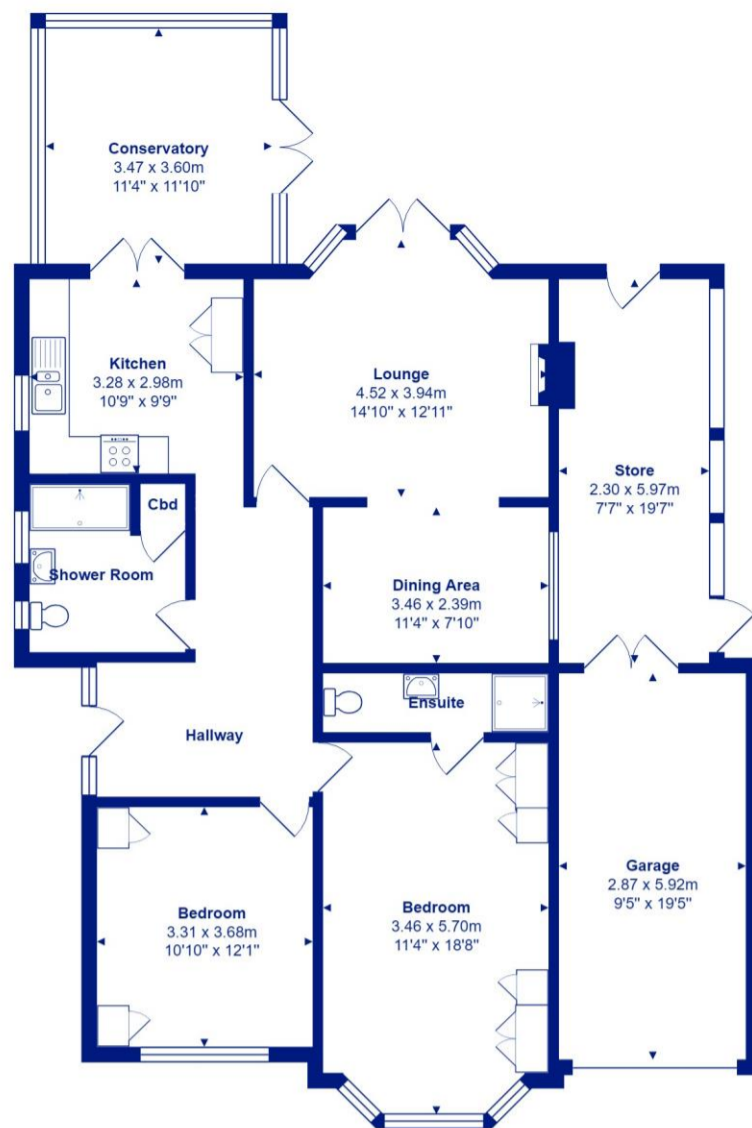 Conservatory
3.47 x 3.60m
11'4" x 11'10"
Kitchen
3.28 x 2.98m
10'9" x 9'9"
Lounge
4.52 x 3.94m
14'10" x 12'11"
Store
2.30 x 5.97m
7'7" x 19'7"
Cbd
Shower Room
Dining Area
3.46 x 2.39m
11'4" x 7'10"
Ensuite
Hallway
Garage
2.87 x 5.92m
9'5" x 19'5"
Bedroom
3.31 x 3.68m
10'10" x 12'1"
Bedroom
3.46 x 5.70m
11'4" x 18'8"